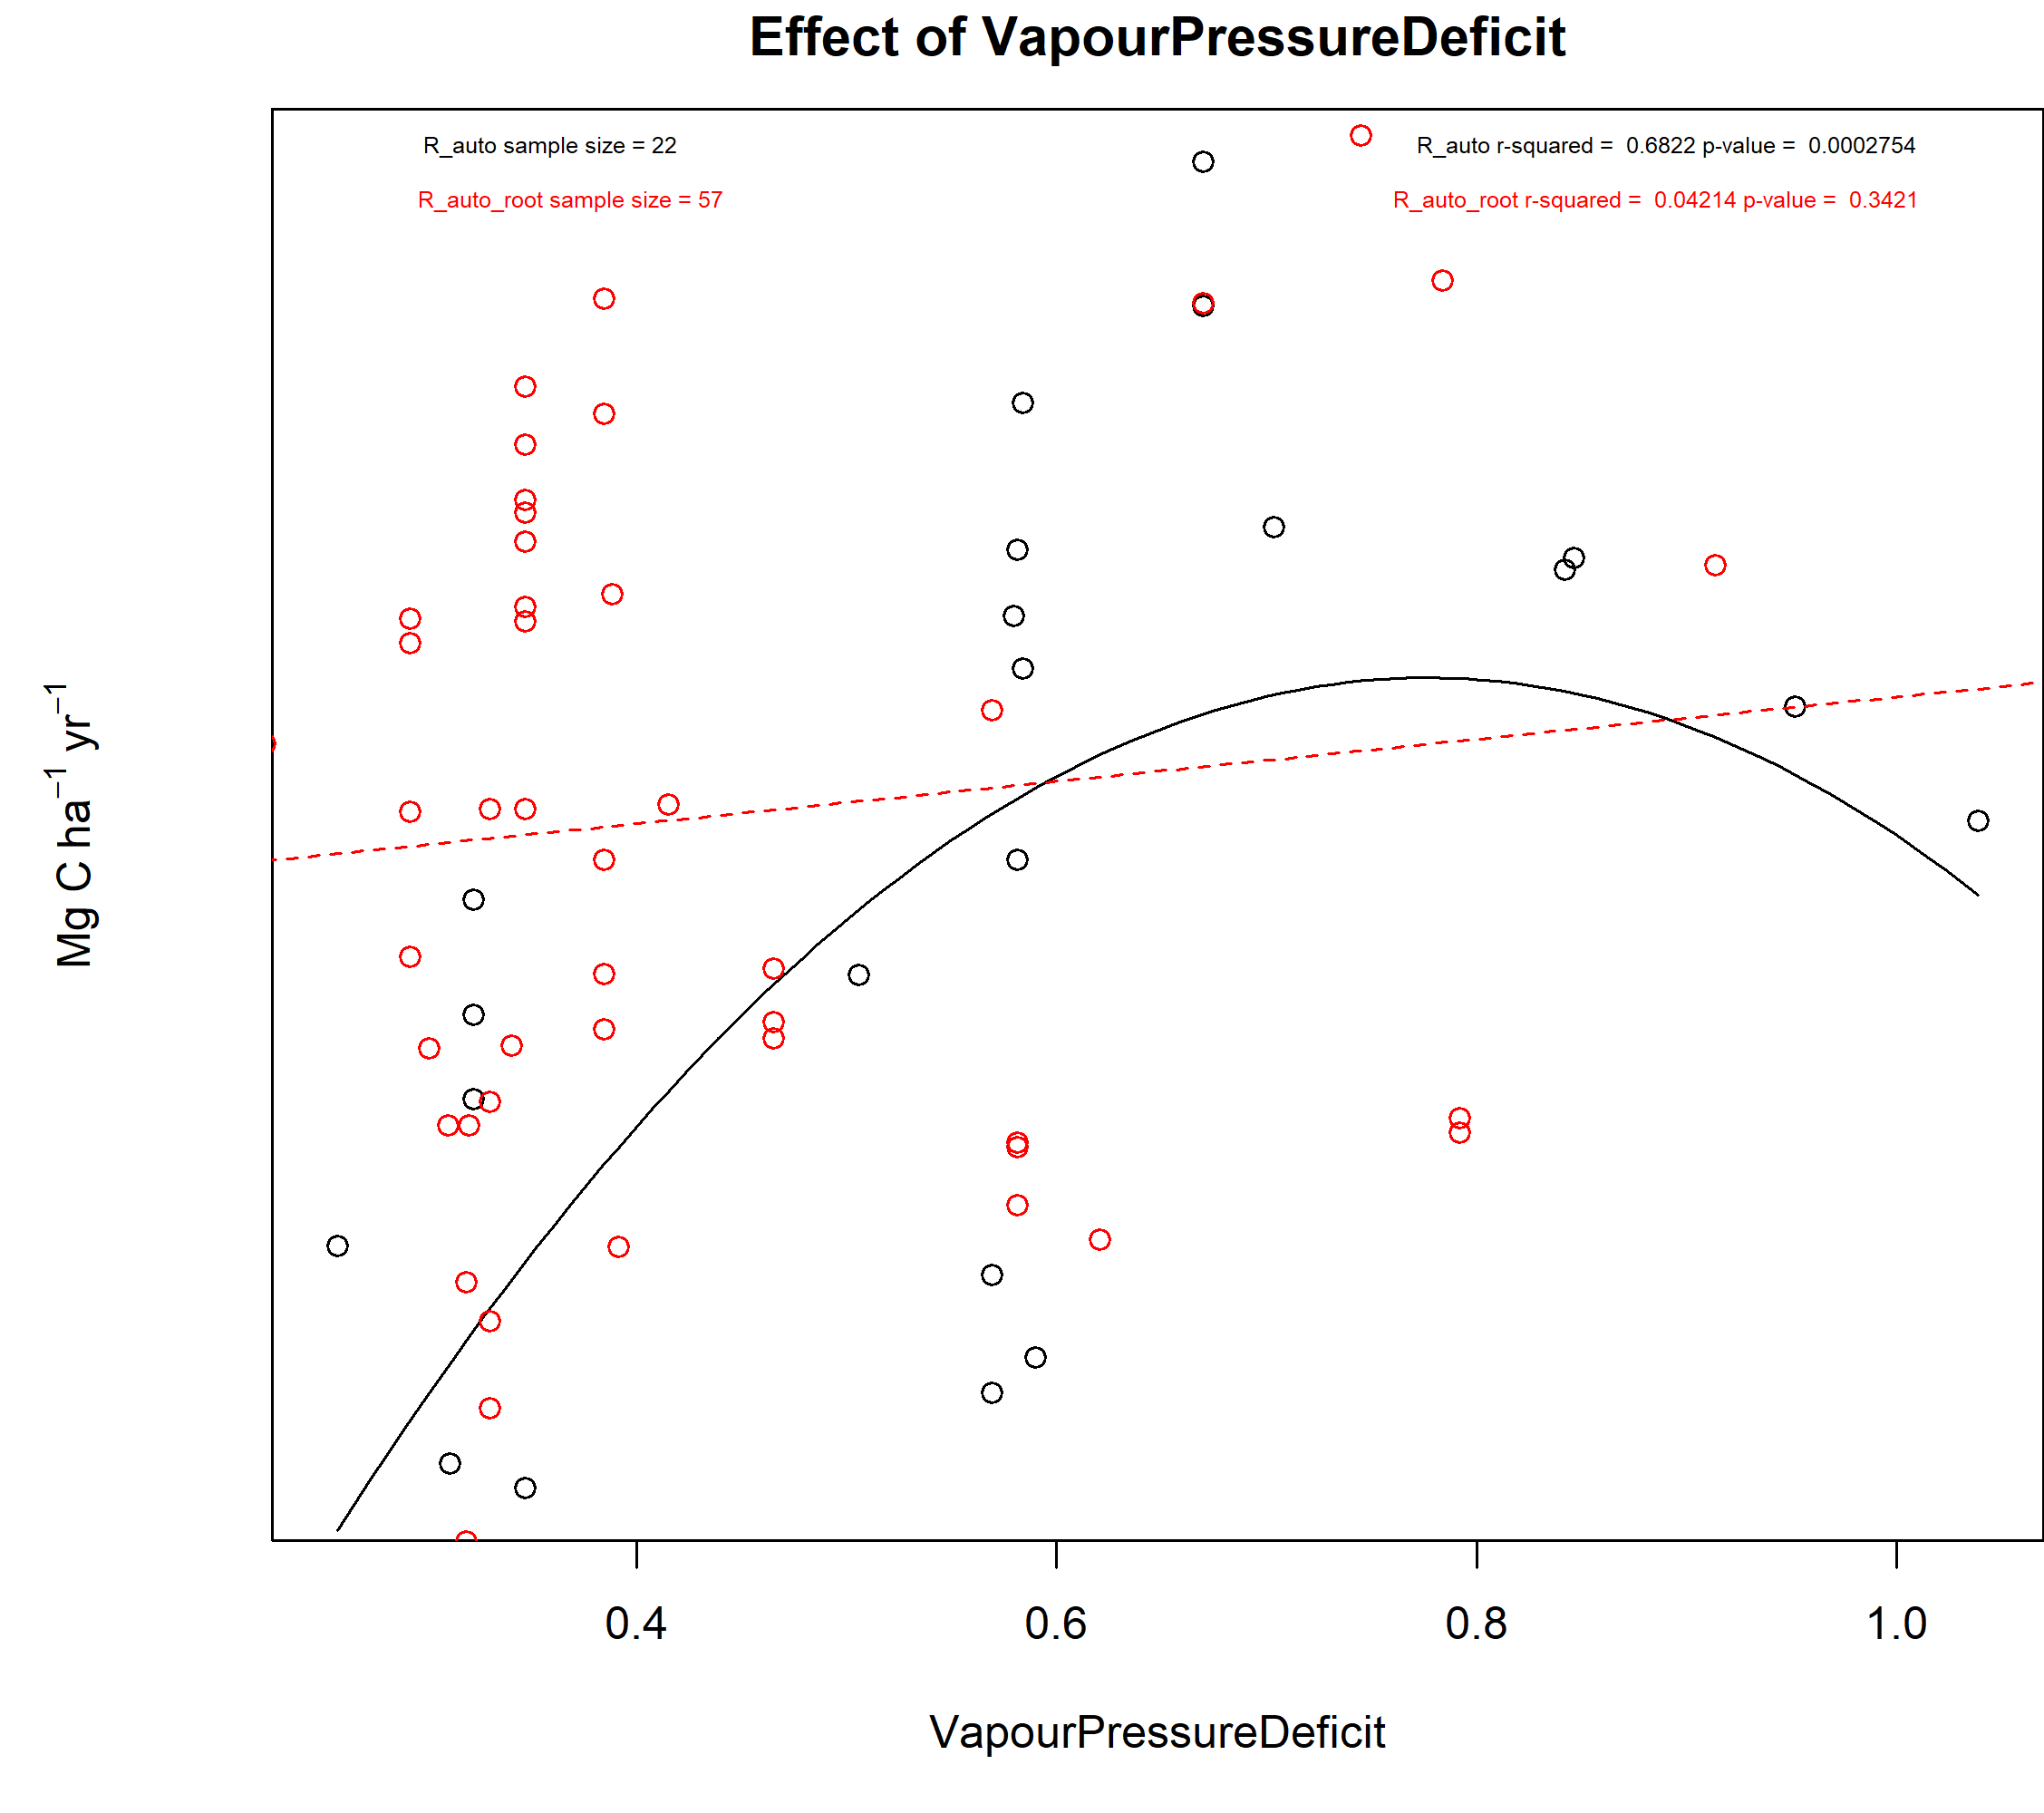 Effect of VapourPressureDeficit
R_auto sample size = 22
R_auto r-squared = 0.6822 p-value = 0.0002754
R_auto_root sample size = 57
R_auto_root r-squared = 0.04214 p-value = 0.3421
Mg C ha⁻¹ yr⁻¹
0.4 0.6 0.8 1.0
VapourPressureDeficit